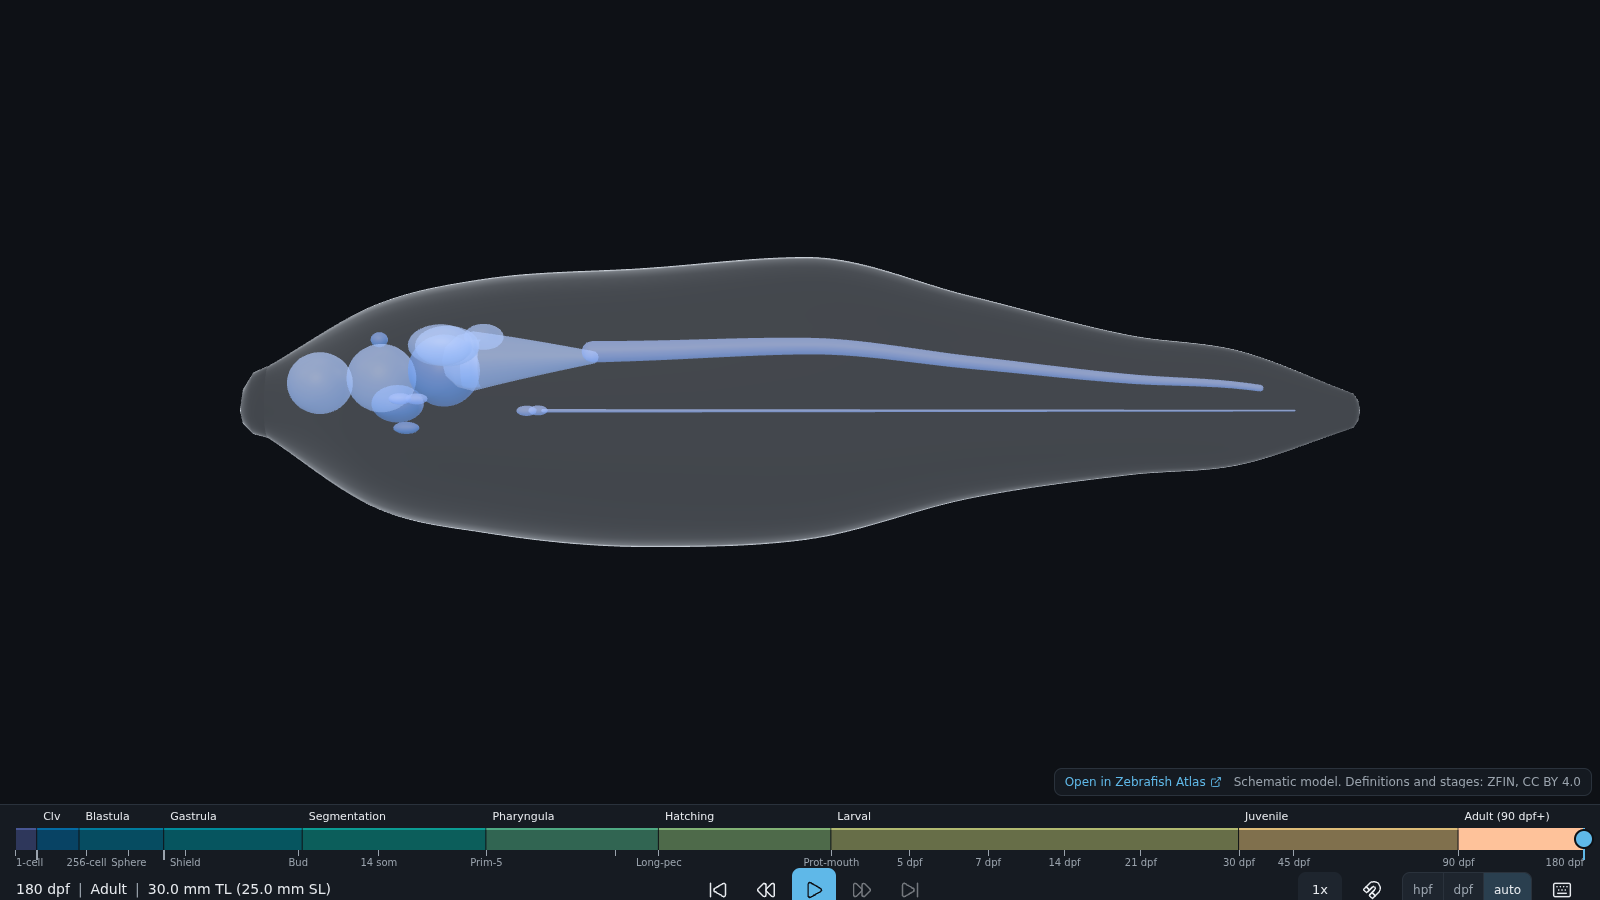 Open in Zebrafish Atlas Schematic model. Definitions and stages: ZFIN, CC BY 4.0
Clv Blastula Gastrula Segmentation Pharyngula Hatching Larval Juvenile Adult (90 dpf+)
1-cell 256-cell Sphere Shield Bud 14 som Prim-5 Long-pec Prot-mouth 5 dpf 7 dpf 14 dpf 21 dpf 30 dpf 45 dpf 90 dpf 180 dpf
180 dpf | Adult | 30.0 mm TL (25.0 mm SL) 1x hpf dpf auto